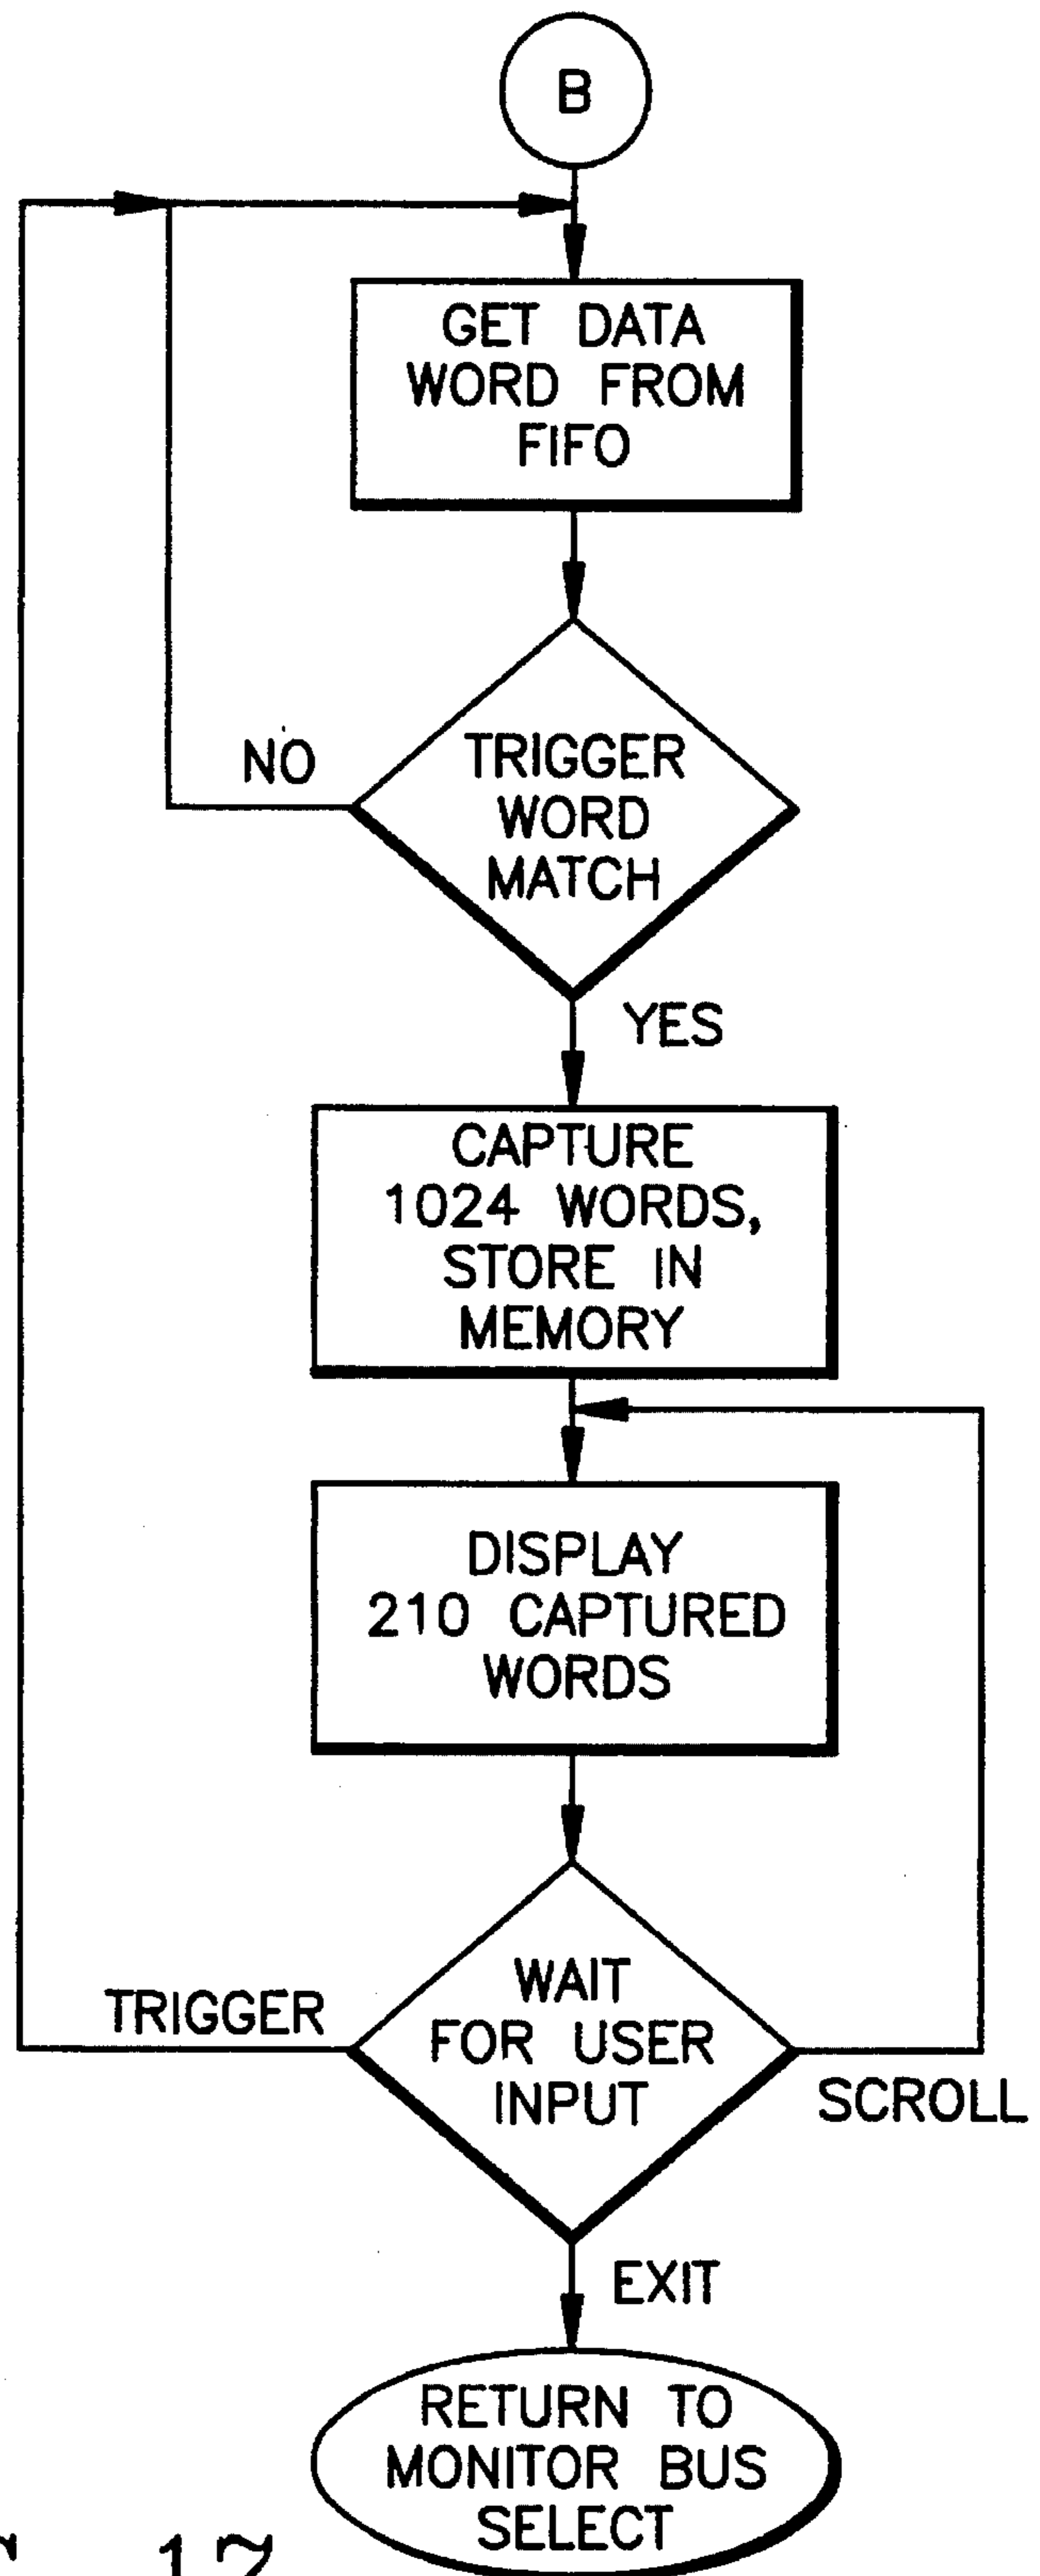 B
GET DATA
WORD FROM
FIFO
NO
TRIGGER
WORD
MATCH
YES
CAPTURE
1024 WORDS,
STORE IN
MEMORY
DISPLAY
210 CAPTURED
WORDS
TRIGGER
WAIT
FOR USER
INPUT
SCROLL
EXIT
RETURN TO
MONITOR BUS
SELECT
17